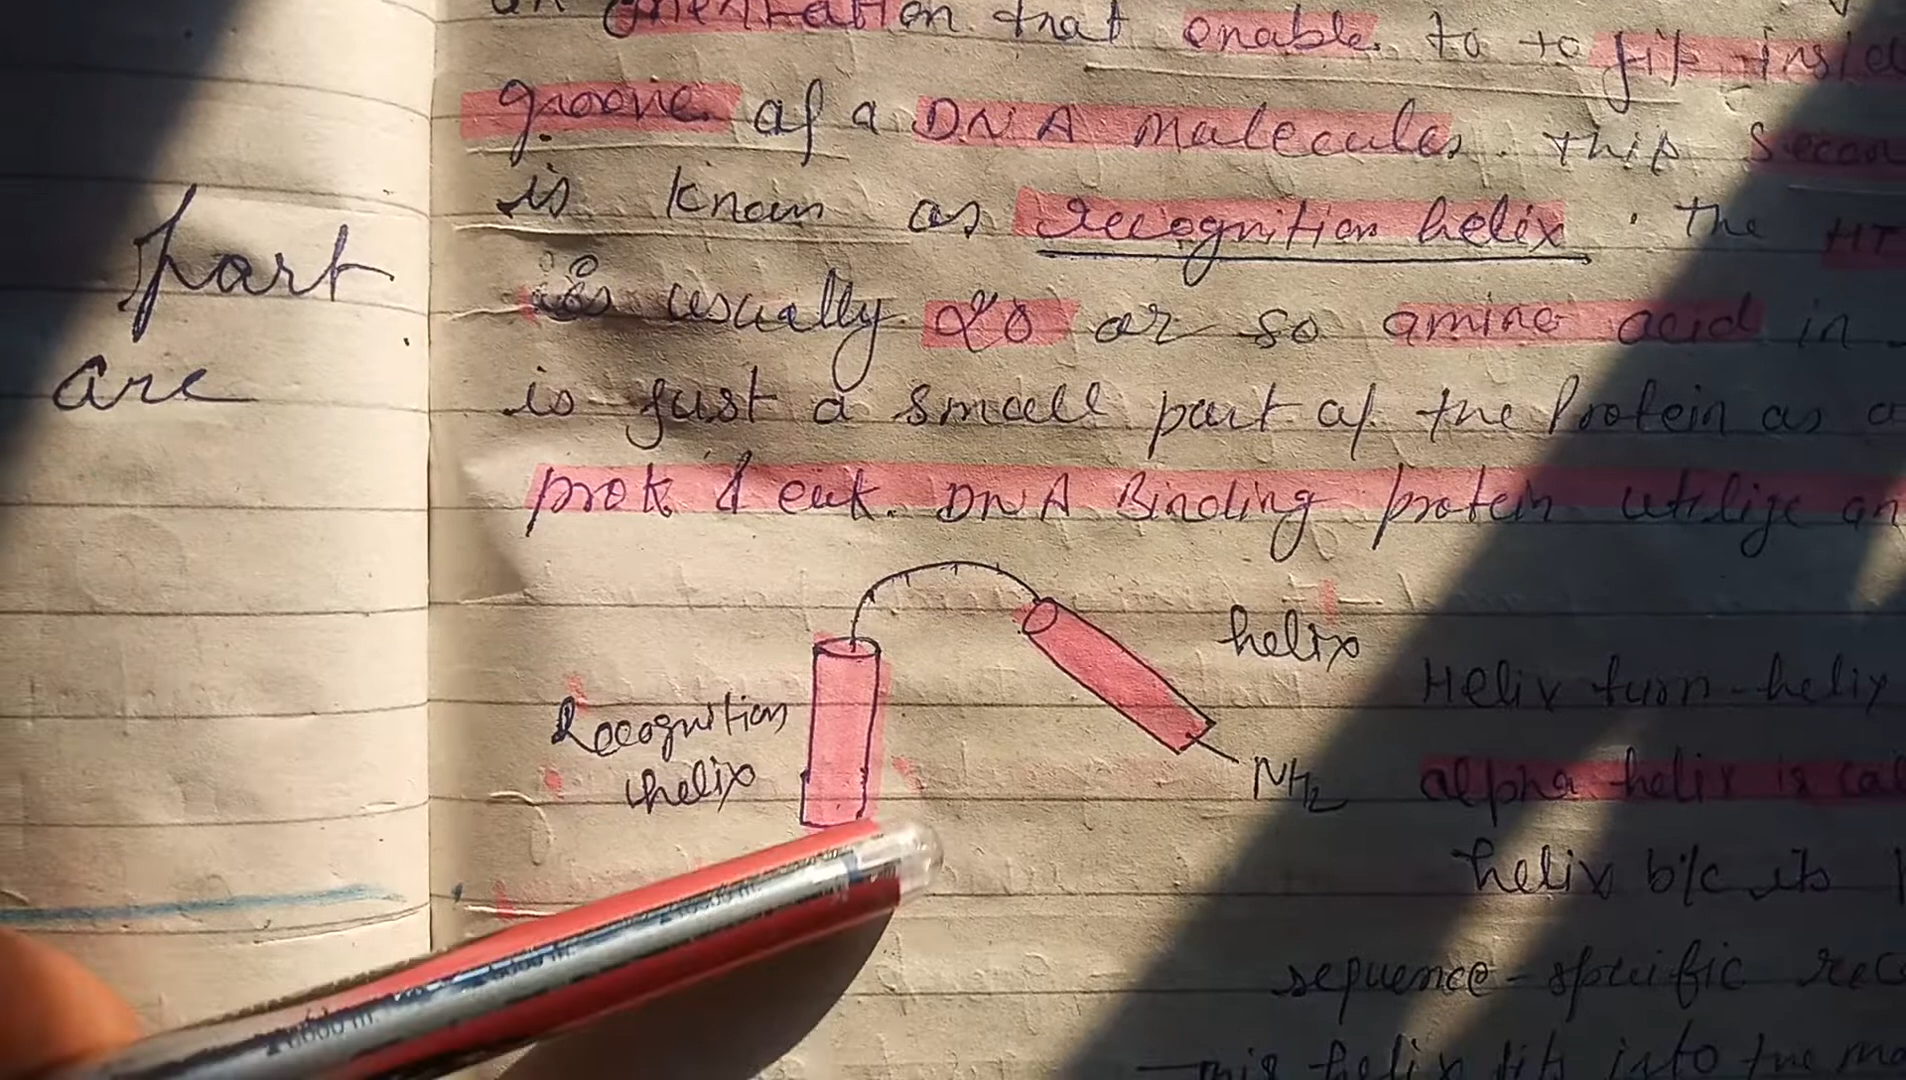 orientation that enable to to fit insid
part
are
groove of a DNA Molecules. this Secon
is known as recognition helix. The HT
is usually 20 or so amino acid in
is just a small part of the Protein as a
prok & euk. DNA Binding protein utilize an
helix
Recognition
helix
NH2
Helix turn-helix
alpha helix is cal
helix b/c its
sequence-specific rec
this helix fits into the ma